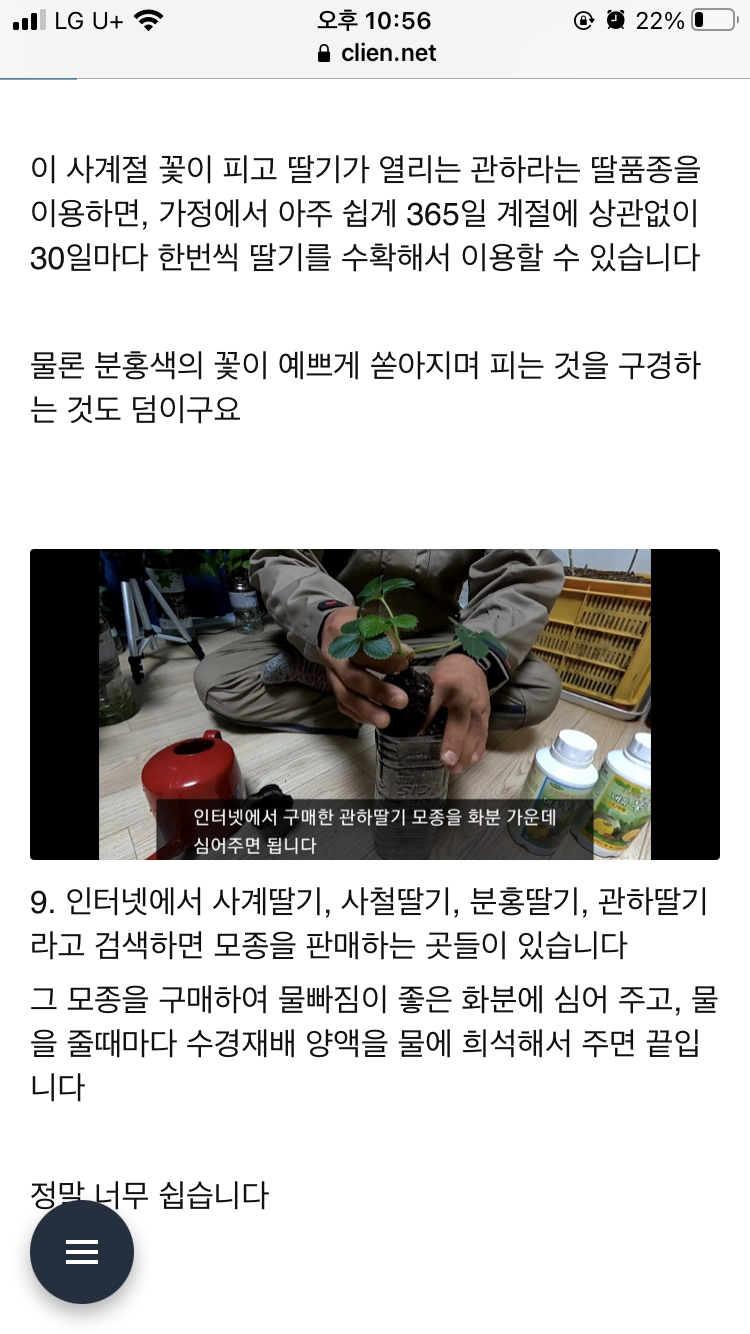 LG U+ 오후 10:56 22%
clien.net
이 사계절 꽃이 피고 딸기가 열리는 관하라는 딸품종을
이용하면, 가정에서 아주 쉽게 365일 계절에 상관없이
30일마다 한번씩 딸기를 수확해서 이용할 수 있습니다
물론 분홍색의 꽃이 예쁘게 쏟아지며 피는 것을 구경하
는 것도 덤이구요
인터넷에서 구매한 관하딸기 모종을 화분 가운데
심어주면 됩니다
9. 인터넷에서 사계딸기, 사철딸기, 분홍딸기, 관하딸기
라고 검색하면 모종을 판매하는 곳들이 있습니다
그 모종을 구매하여 물빠짐이 좋은 화분에 심어 주고, 물
을 줄때마다 수경재배 양액을 물에 희석해서 주면 끝입
니다
정말 너무 쉽습니다